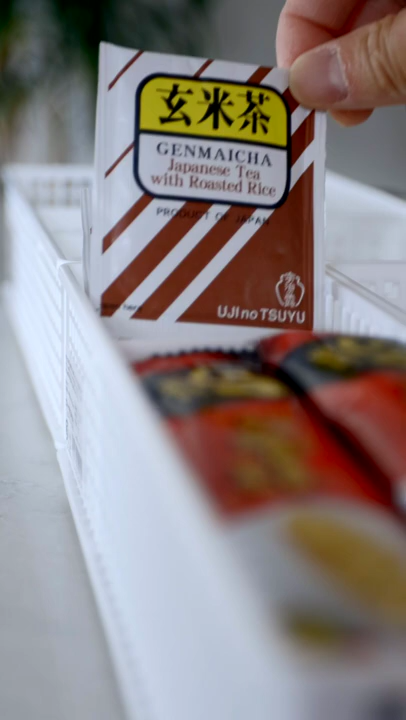 玄米茶
GENMAICHA
Japanese Tea
with Roasted Rice
PRODUCT OF JAPAN
UJI no TSUYU